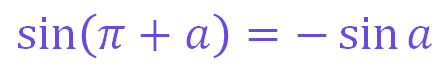 sin(π + a) = − sin a